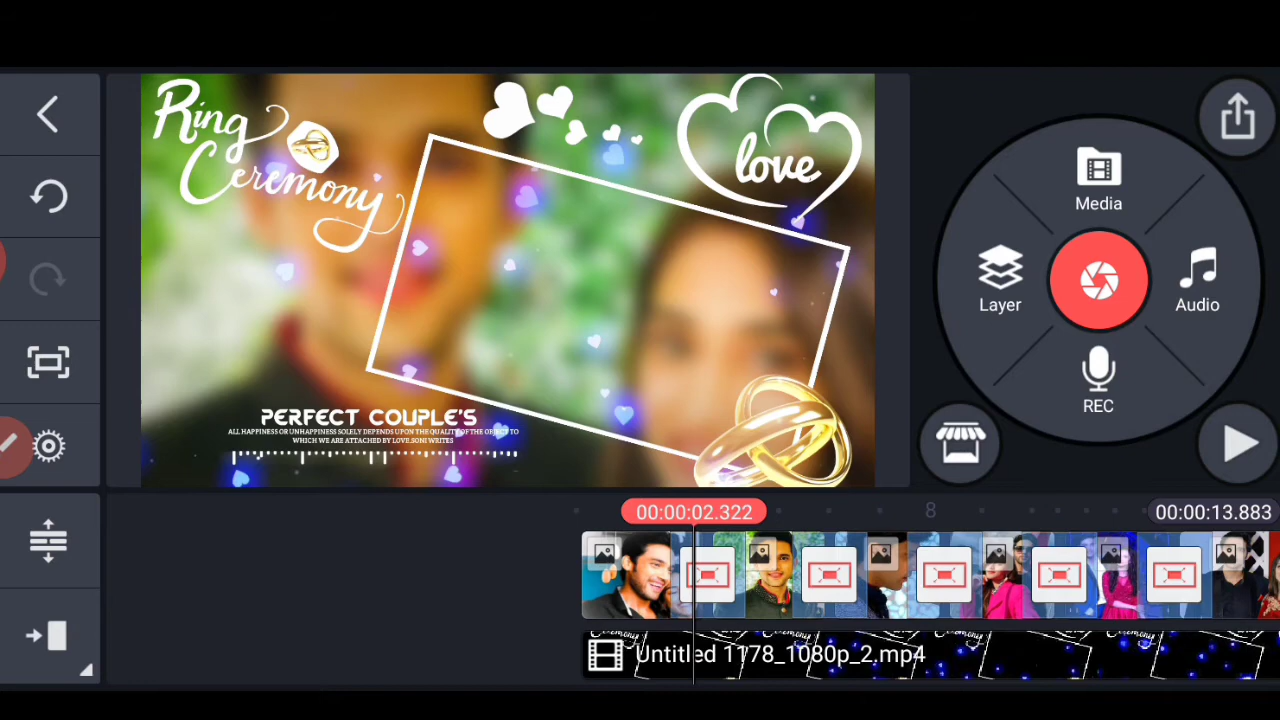 Ring
Ceremony
love
PERFECT COUPLE'S
ALL HAPPINESS OR UNHAPPINESS SOLELY DEPENDS UPON THE QUALITY OF THE OBJECT TO
WHICH WE ARE ATTACHED BY LOVE.SONI WRITES
Media
Layer
Audio
REC
00:00:02.322
8
00:00:13.883
Untitled 1178_1080p_2.mp4